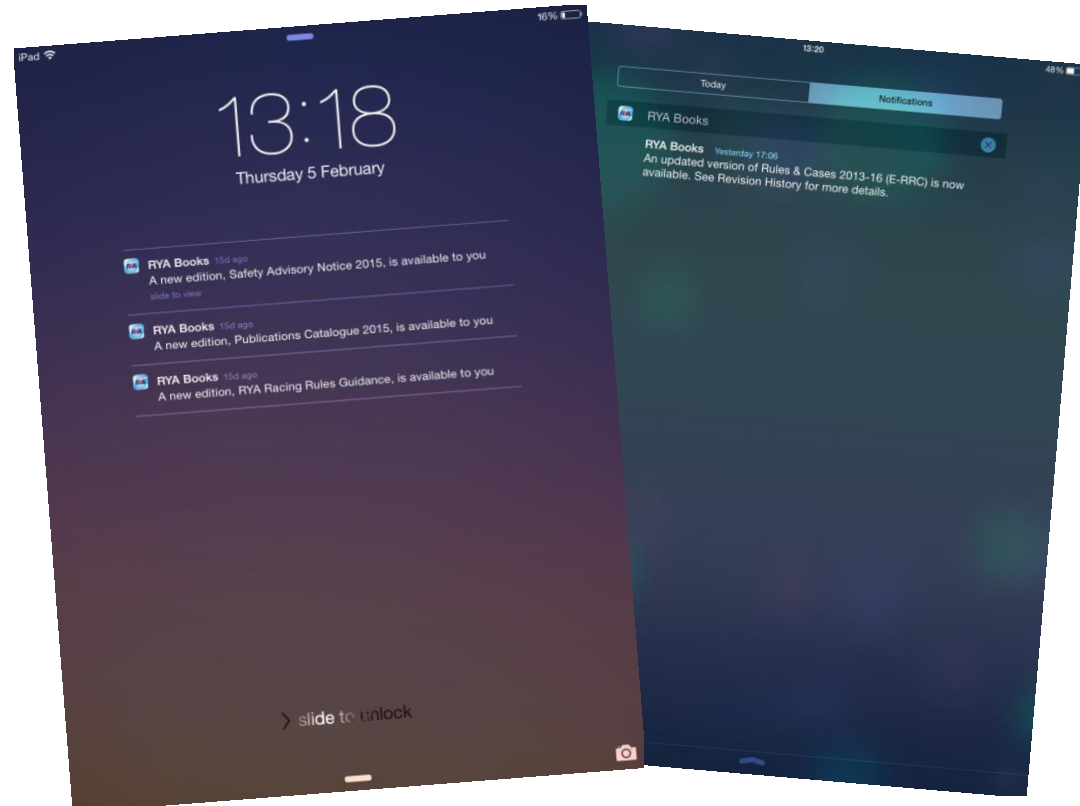 iPad
16%
13:18
Thursday 5 February
RYA Books 15d ago
A new edition, Safety Advisory Notice 2015, is available to you
slide to view
RYA Books 15d ago
A new edition, Publications Catalogue 2015, is available to you
RYA Books 15d ago
A new edition, RYA Racing Rules Guidance, is available to you
slide to unlock
13:20
48%
Today
Notifications
RYA Books
RYA Books Yesterday 17:06
An updated version of Rules & Cases 2013-16 (E-RRC) is now
available. See Revision History for more details.